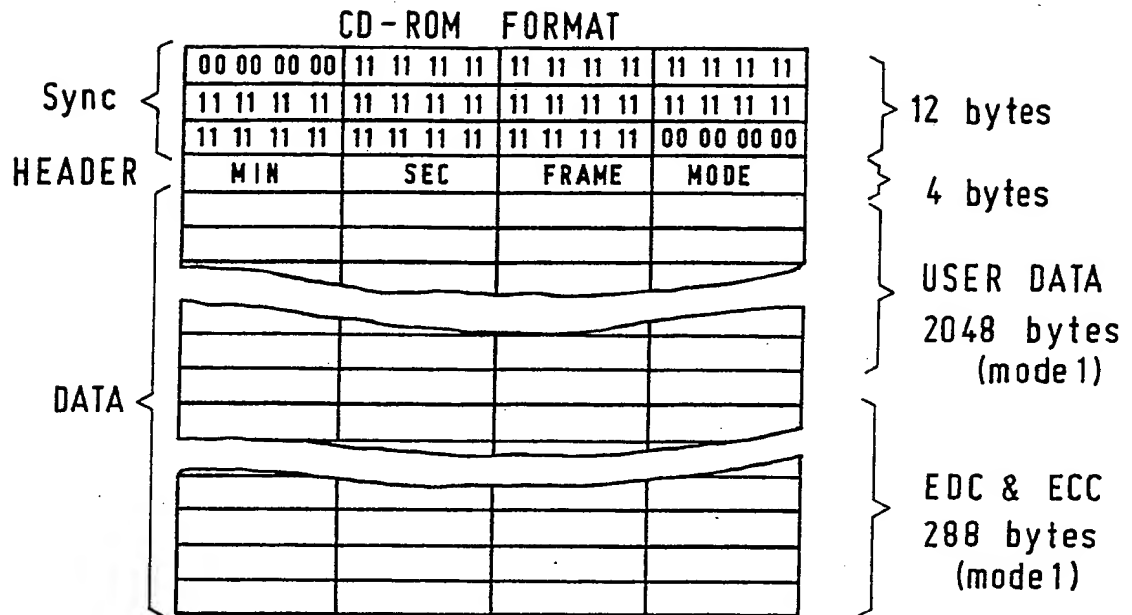 CD-ROM FORMAT
00 00 00 00 11 11 11 11 11 11 11 11 11 11 11 11
Sync 11 11 11 11 11 11 11 11 11 11 11 11 11 11 11 11 12 bytes
11 11 11 11 11 11 11 11 11 11 11 11 00 00 00 00
HEADER MIN SEC FRAME MODE 4 bytes
USER DATA
2048 bytes
(mode 1)
DATA
EDC & ECC
288 bytes
(mode 1)